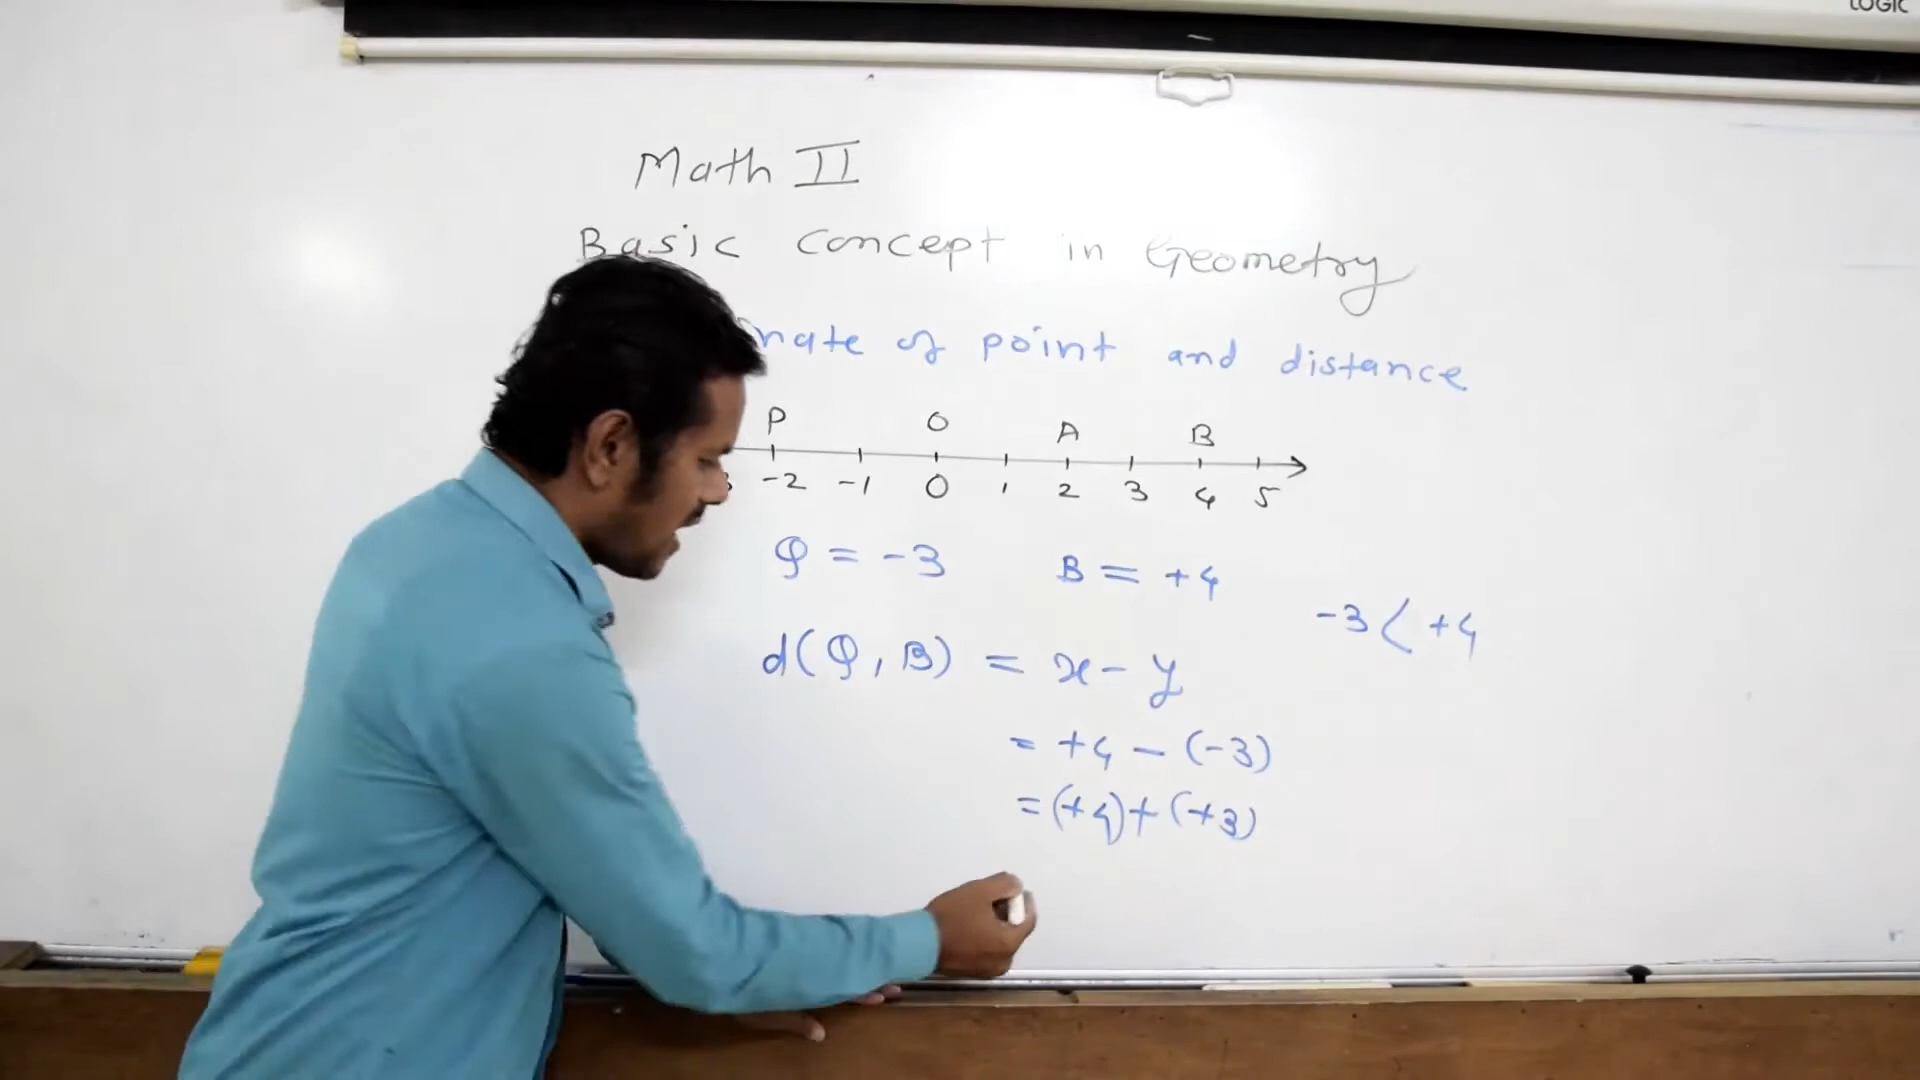 LOGIC
Math II
Basic concept in Geometry
of point and distance
P O A B
-2 -1 0 1 2 3 4 5
Q = -3 B = +4
-3 < +4
d(Q, B) = x - y
= +4 - (-3)
= (+4) + (+3)